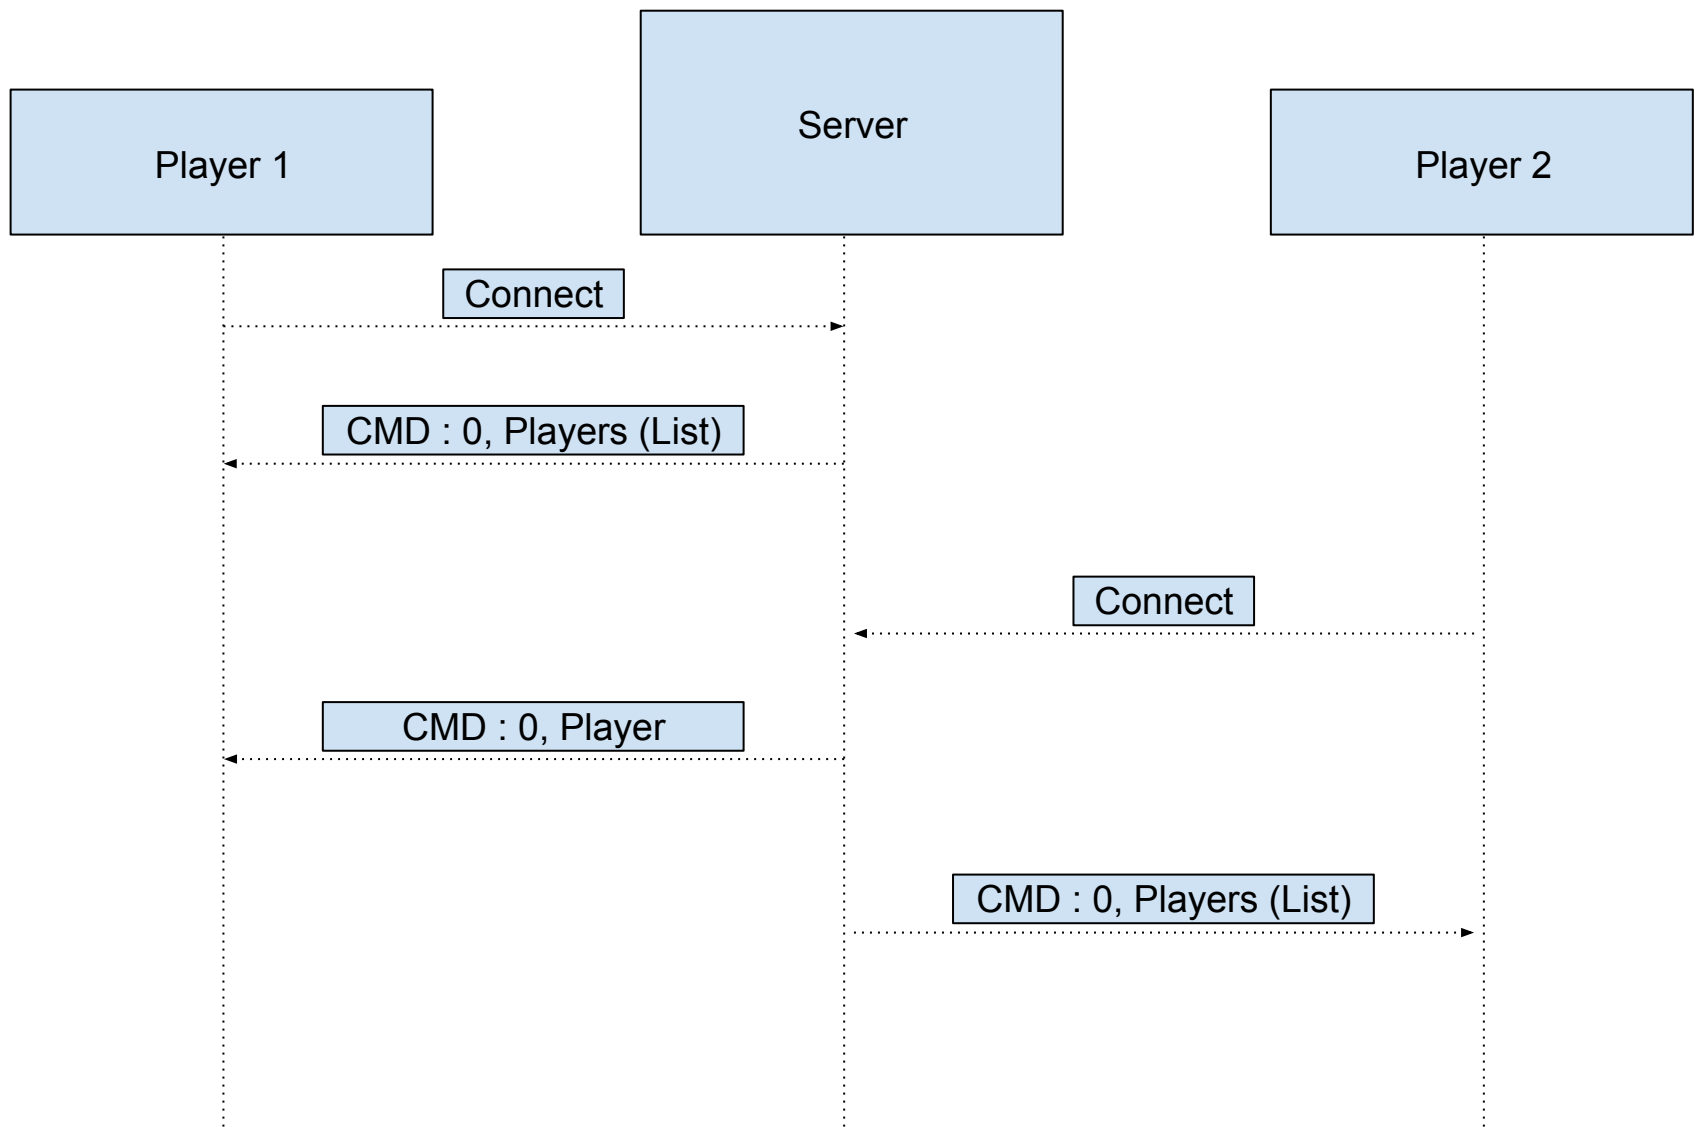 Server
Player 1
Player 2
Connect
CMD : 0, Players (List)
Connect
CMD : 0, Player
CMD : 0, Players (List)